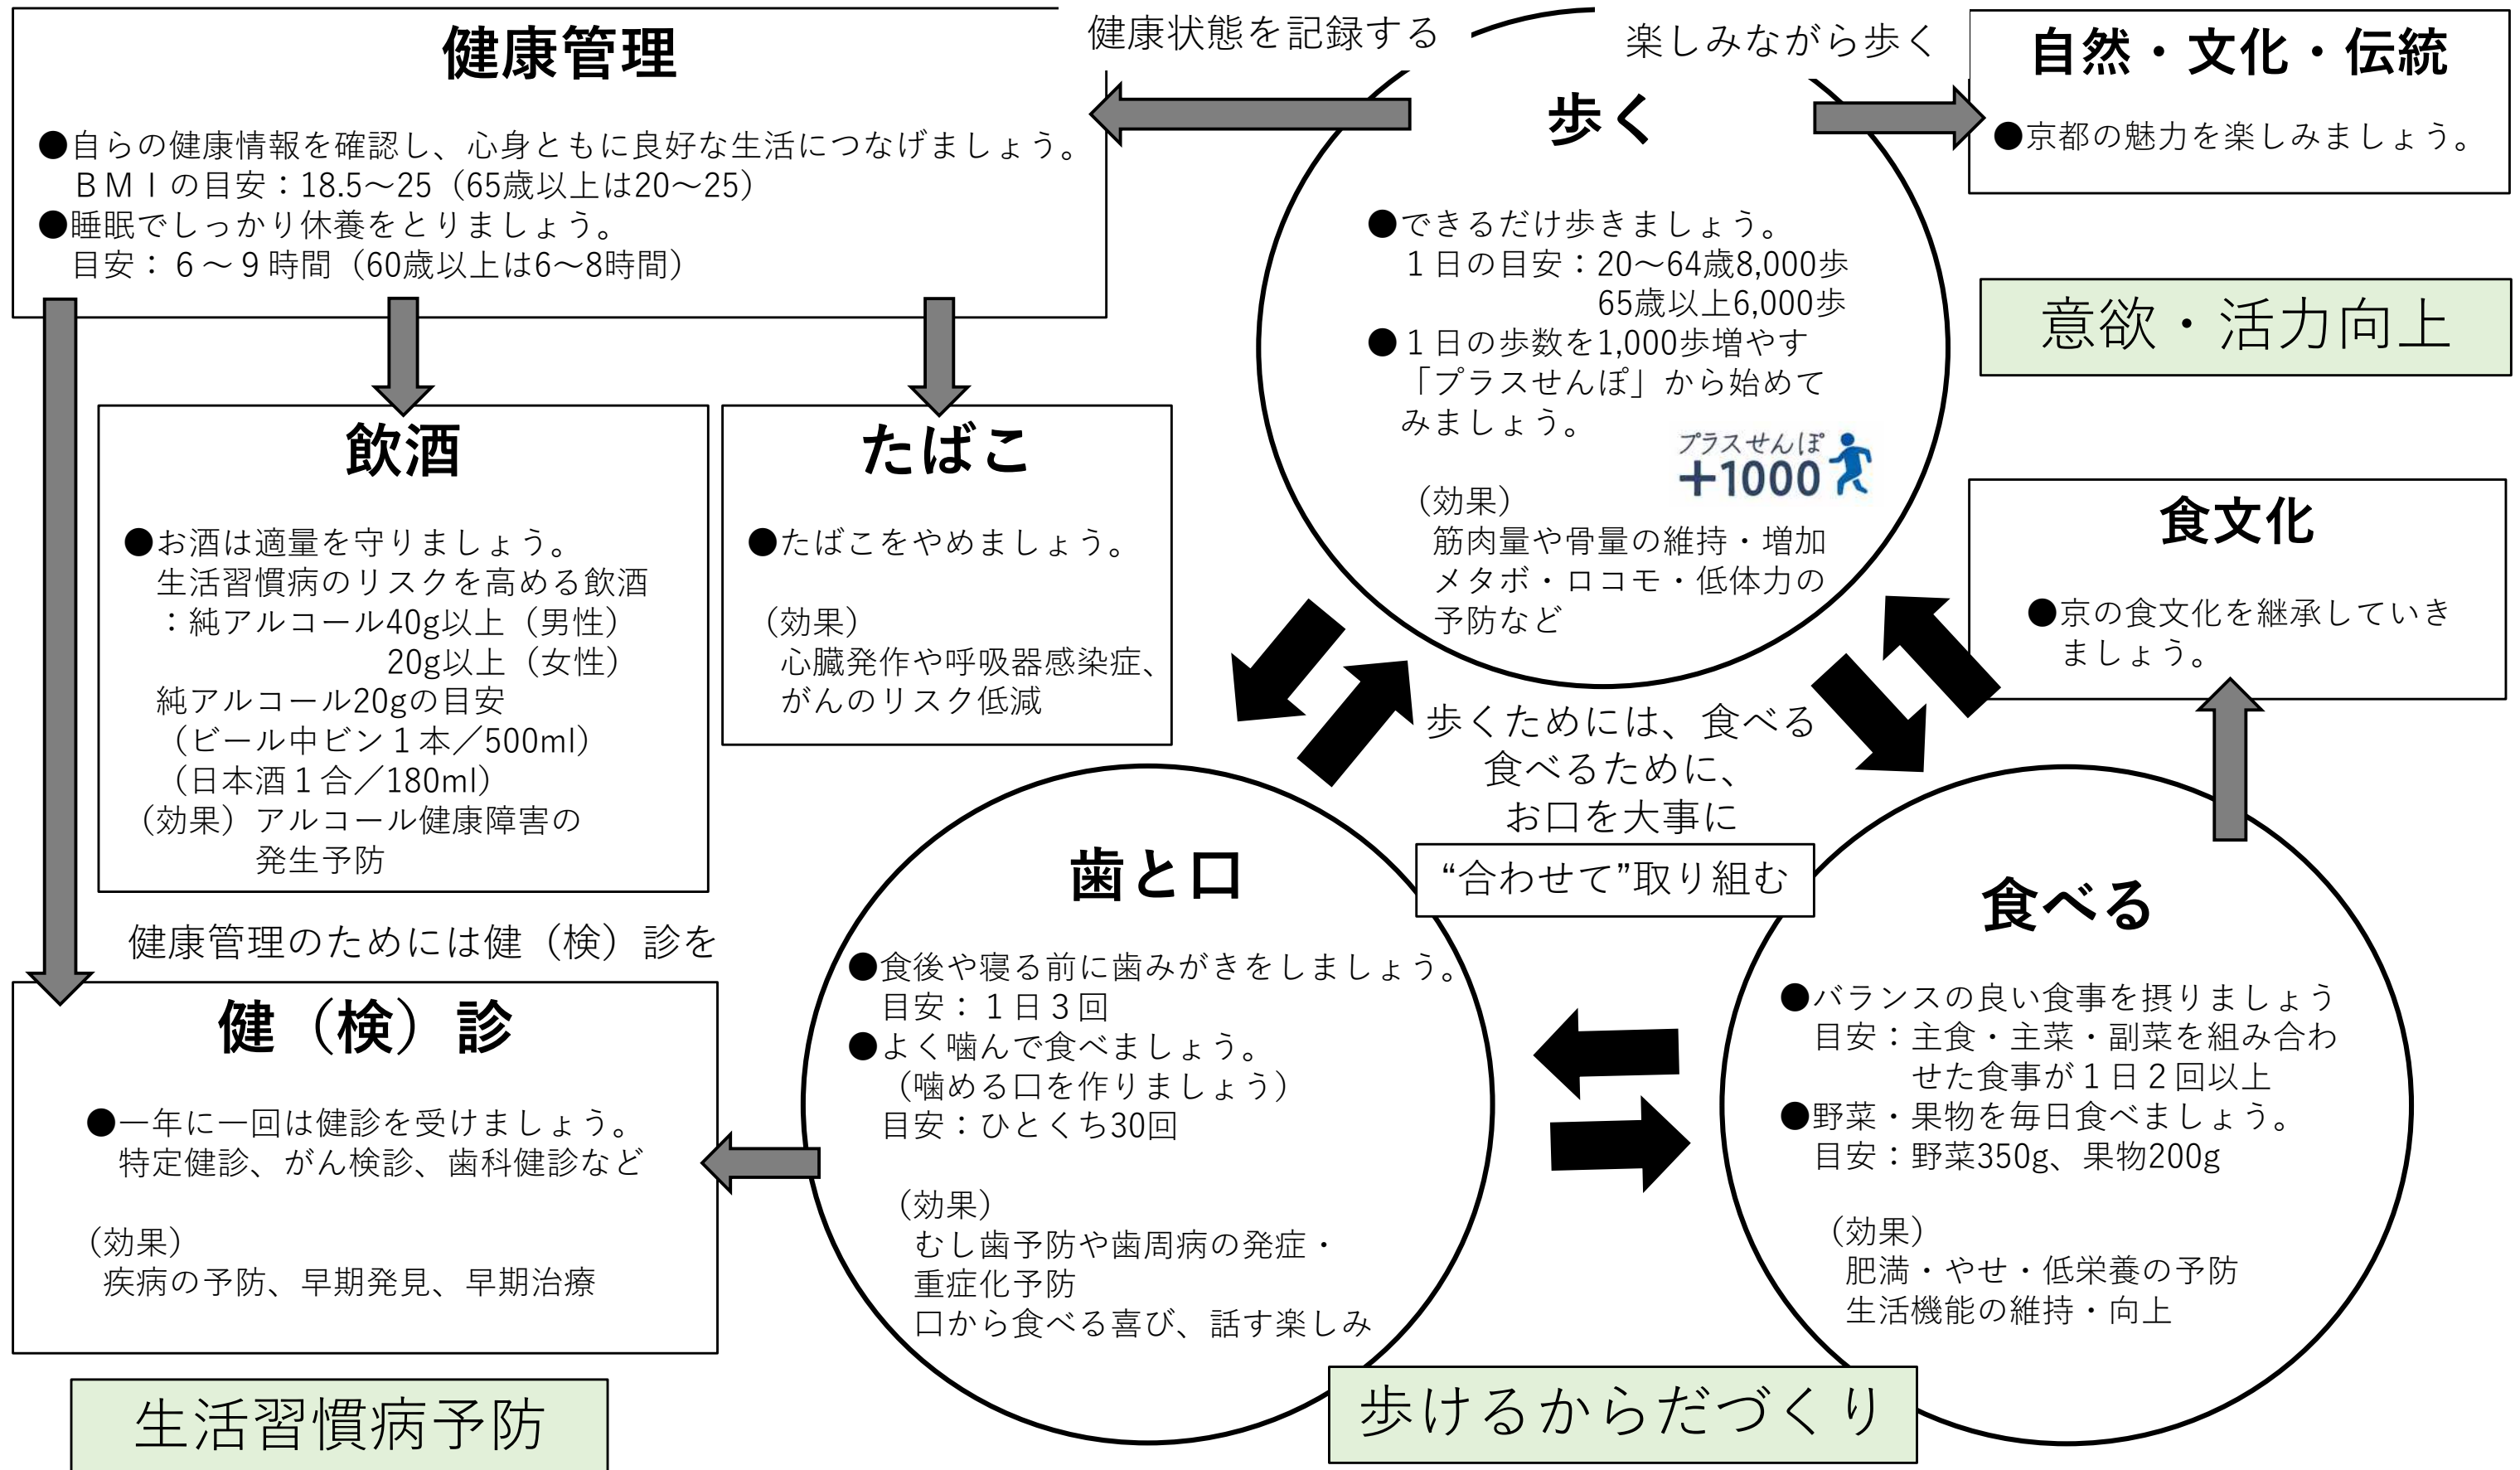 健康管理
●自らの健康情報を確認し、心身ともに良好な生活につなげましょう。
ＢＭＩの目安：18.5～25（65歳以上は20～25）
●睡眠でしっかり休養をとりましょう。
目安：６～９時間（60歳以上は6～8時間）
健康状態を記録する
楽しみながら歩く
歩く
●できるだけ歩きましょう。
１日の目安：20～64歳8,000歩
65歳以上6,000歩
●１日の歩数を1,000歩増やす
「プラスせんぽ」から始めて
みましょう。
プラスせんぽ
+1000
（効果）
筋肉量や骨量の維持・増加
メタボ・ロコモ・低体力の
予防など
自然・文化・伝統
●京都の魅力を楽しみましょう。
意欲・活力向上
飲酒
●お酒は適量を守りましょう。
生活習慣病のリスクを高める飲酒
：純アルコール40g以上（男性）
20g以上（女性）
純アルコール20gの目安
（ビール中ビン１本／500ml）
（日本酒１合／180ml）
（効果）アルコール健康障害の
発生予防
たばこ
●たばこをやめましょう。
（効果）
心臓発作や呼吸器感染症、
がんのリスク低減
食文化
●京の食文化を継承していき
ましょう。
歩くためには、食べる
食べるために、
お口を大事に
“合わせて”取り組む
健康管理のためには健（検）診を
健（検）診
●一年に一回は健診を受けましょう。
特定健診、がん検診、歯科健診など
（効果）
疾病の予防、早期発見、早期治療
歯と口
●食後や寝る前に歯みがきをしましょう。
目安：１日３回
●よく噛んで食べましょう。
（噛める口を作りましょう）
目安：ひとくち30回
（効果）
むし歯予防や歯周病の発症・
重症化予防
口から食べる喜び、話す楽しみ
食べる
●バランスの良い食事を摂りましょう
目安：主食・主菜・副菜を組み合わ
せた食事が１日２回以上
●野菜・果物を毎日食べましょう。
目安：野菜350g、果物200g
（効果）
肥満・やせ・低栄養の予防
生活機能の維持・向上
生活習慣病予防
歩けるからだづくり